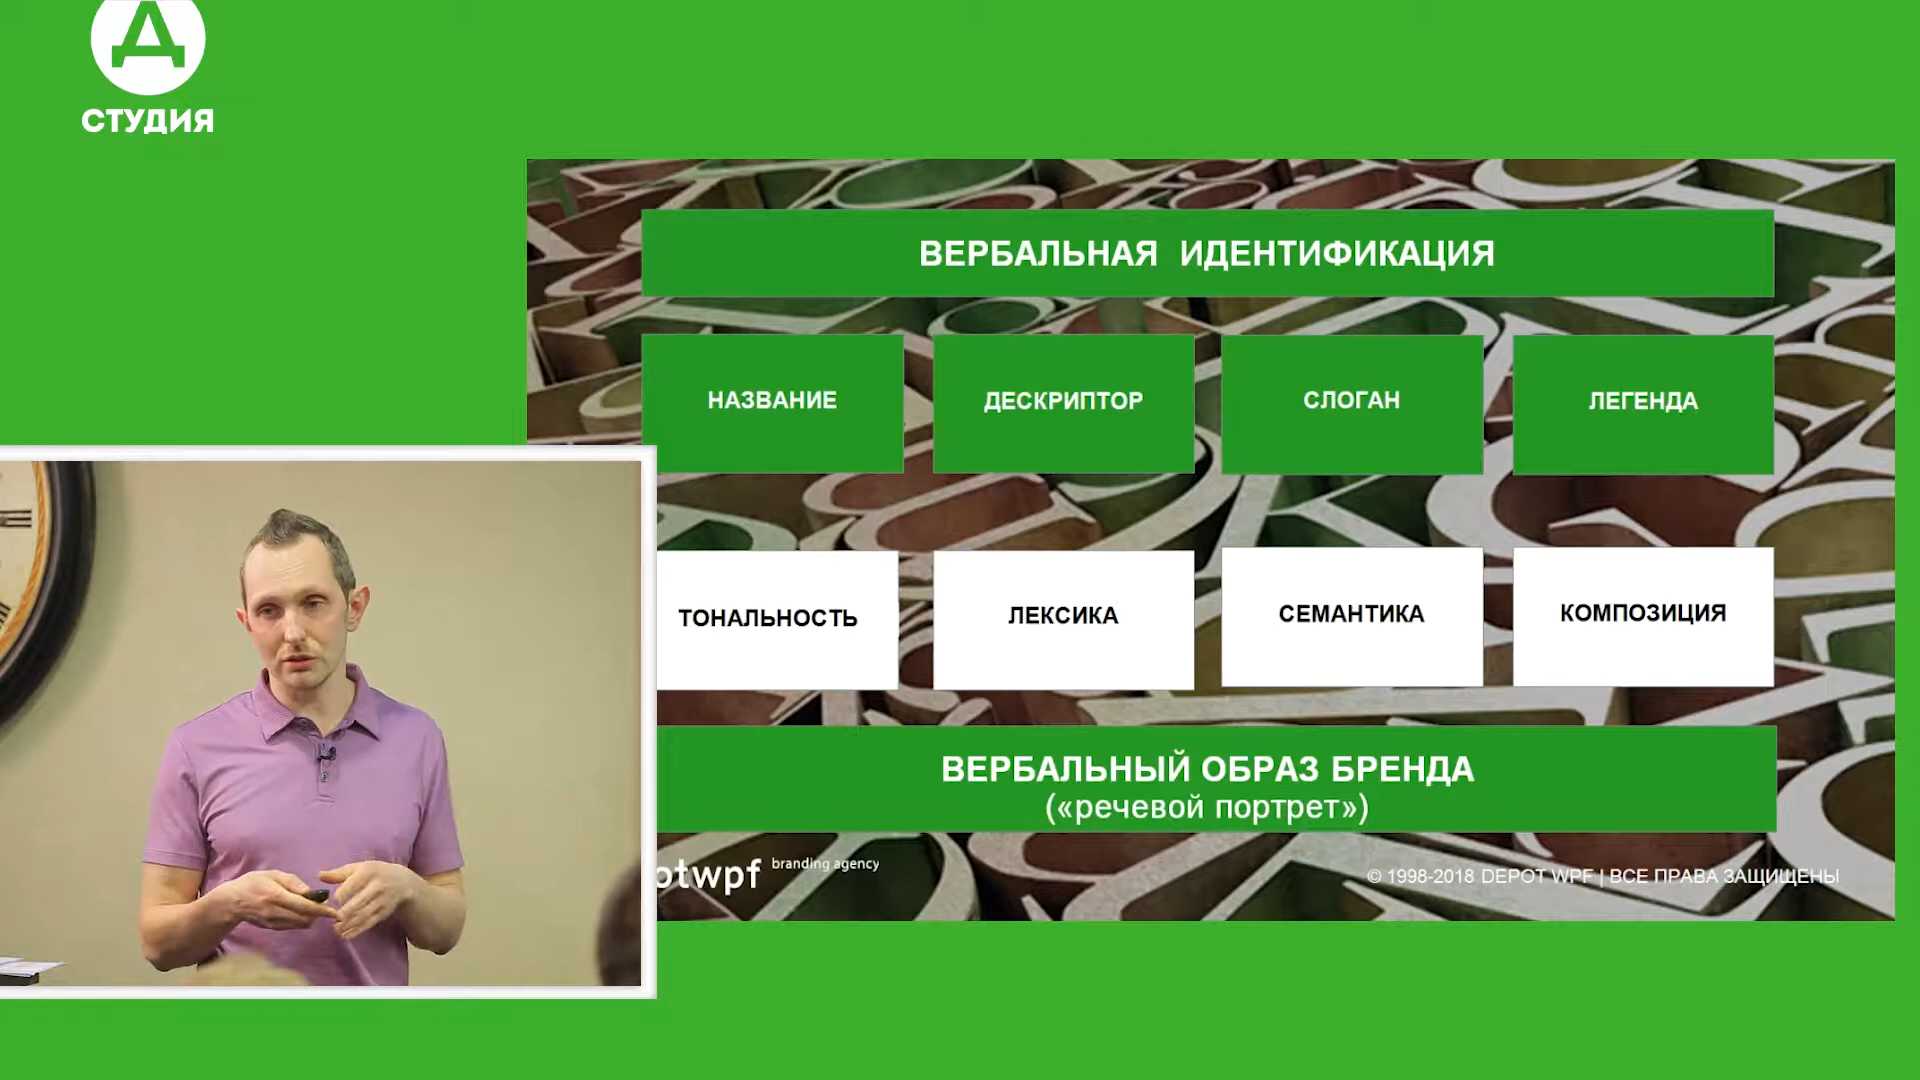 Д
СТУДИЯ
ВЕРБАЛЬНАЯ ИДЕНТИФИКАЦИЯ
НАЗВАНИЕ
ДЕСКРИПТОР
СЛОГАН
ЛЕГЕНДА
ТОНАЛЬНОСТЬ
ЛЕКСИКА
СЕМАНТИКА
КОМПОЗИЦИЯ
ВЕРБАЛЬНЫЙ ОБРАЗ БРЕНДА
(«речевой портрет»)
otwpf branding agency
© 1998-2018 DEPOT WPF | ВСЕ ПРАВА ЗАЩИЩЕНЫ